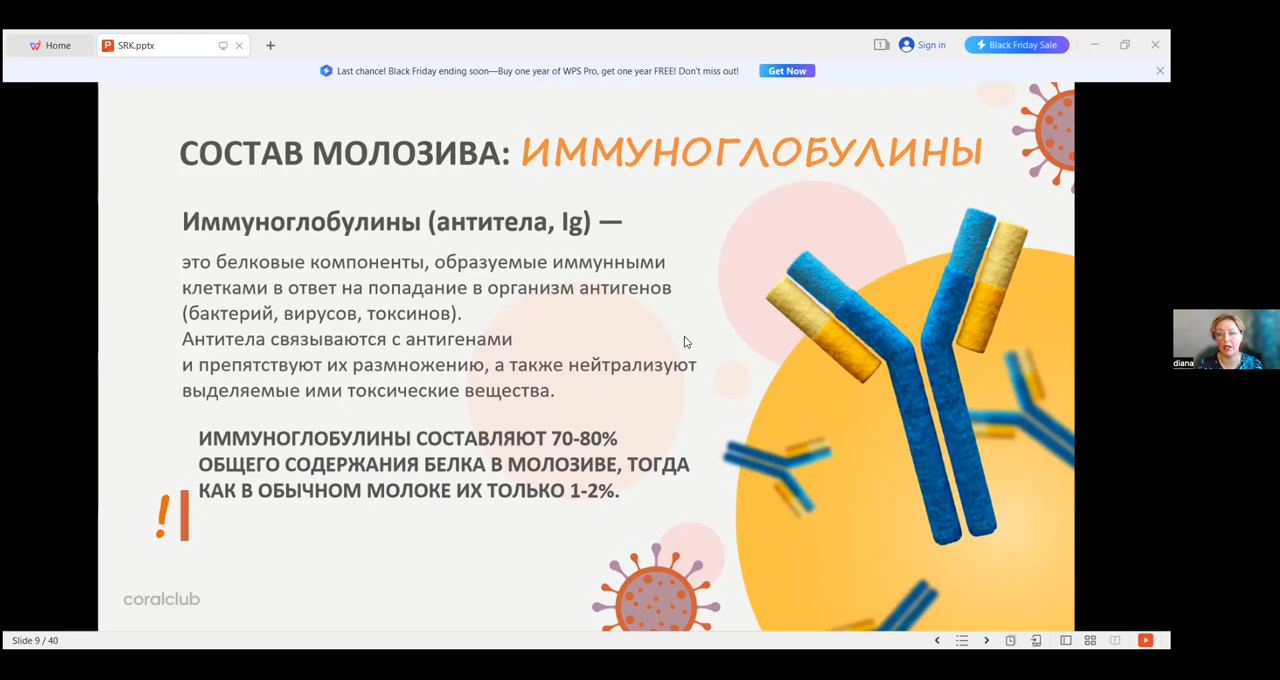 Home
SRK.pptx
1
Sign in
Black Friday Sale
Last chance! Black Friday ending soon—Buy one year of WPS Pro, get one year FREE! Don't miss out!
Get Now
СОСТАВ МОЛОЗИВА: ИММУНОГЛОБУЛИНЫ
Иммуноглобулины (антитела, Ig) —
это белковые компоненты, образуемые иммунными
клетками в ответ на попадание в организм антигенов
(бактерий, вирусов, токсинов).
Антитела связываются с антигенами
и препятствуют их размножению, а также нейтрализуют
выделяемые ими токсические вещества.
ИММУНОГЛОБУЛИНЫ СОСТАВЛЯЮТ 70-80%
ОБЩЕГО СОДЕРЖАНИЯ БЕЛКА В МОЛОЗИВЕ, ТОГДА
КАК В ОБЫЧНОМ МОЛОКЕ ИХ ТОЛЬКО 1-2%.
!
coralclub
diana
Slide 9 / 40